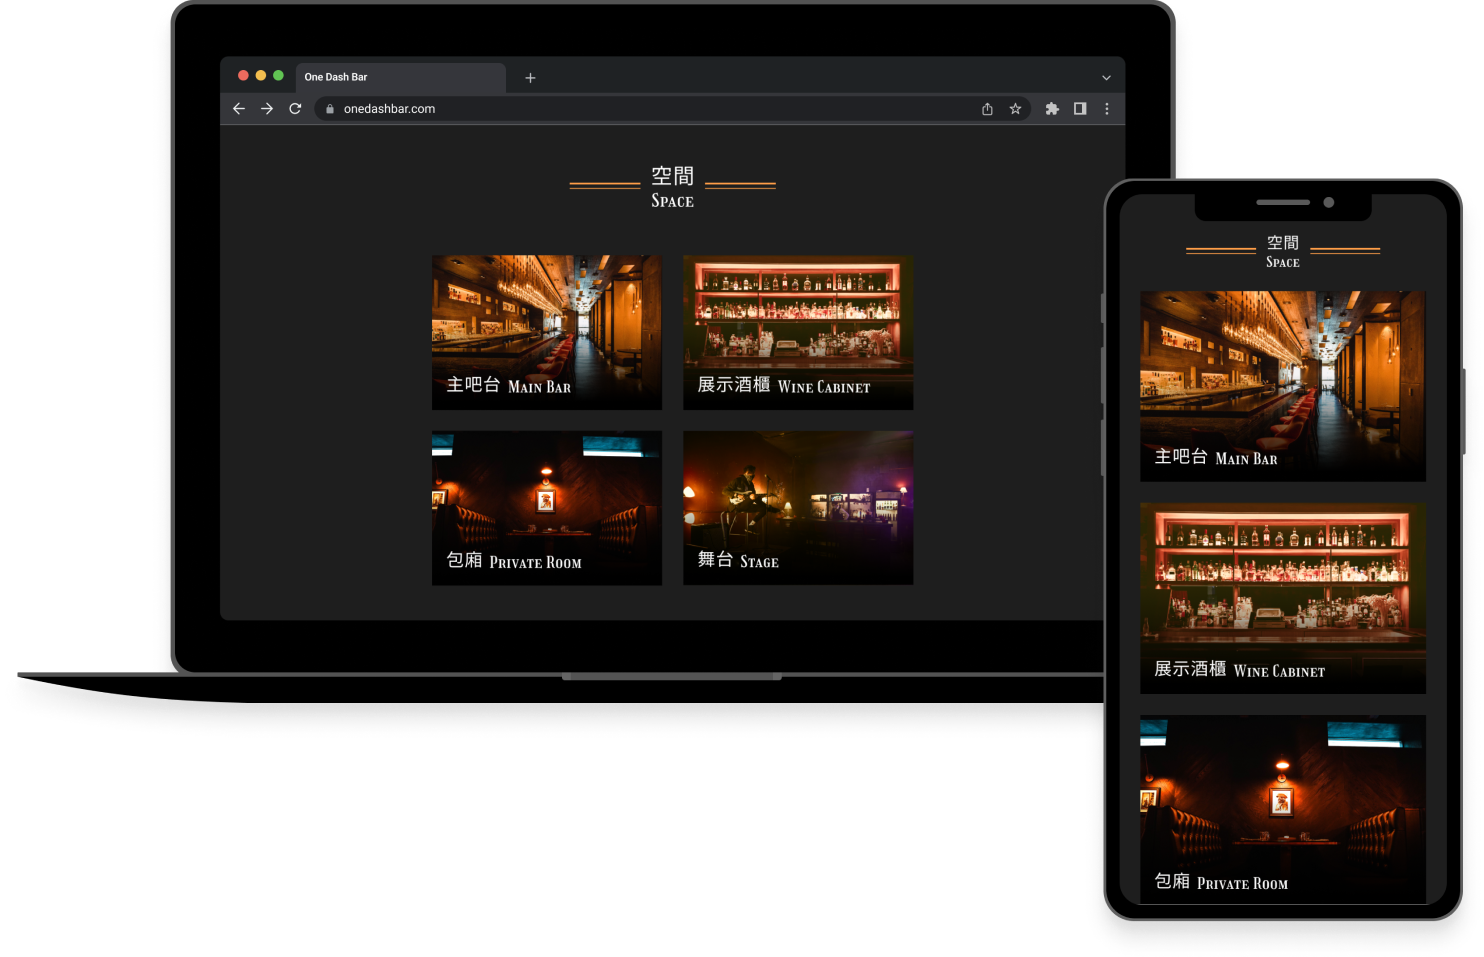 One Dash Bar
onedashbar.com
空間
SPACE
主吧台 MAIN BAR
展示酒櫃 WINE CABINET
包廂 PRIVATE ROOM
舞台 STAGE
空間
SPACE
主吧台 MAIN BAR
展示酒櫃 WINE CABINET
包廂 PRIVATE ROOM